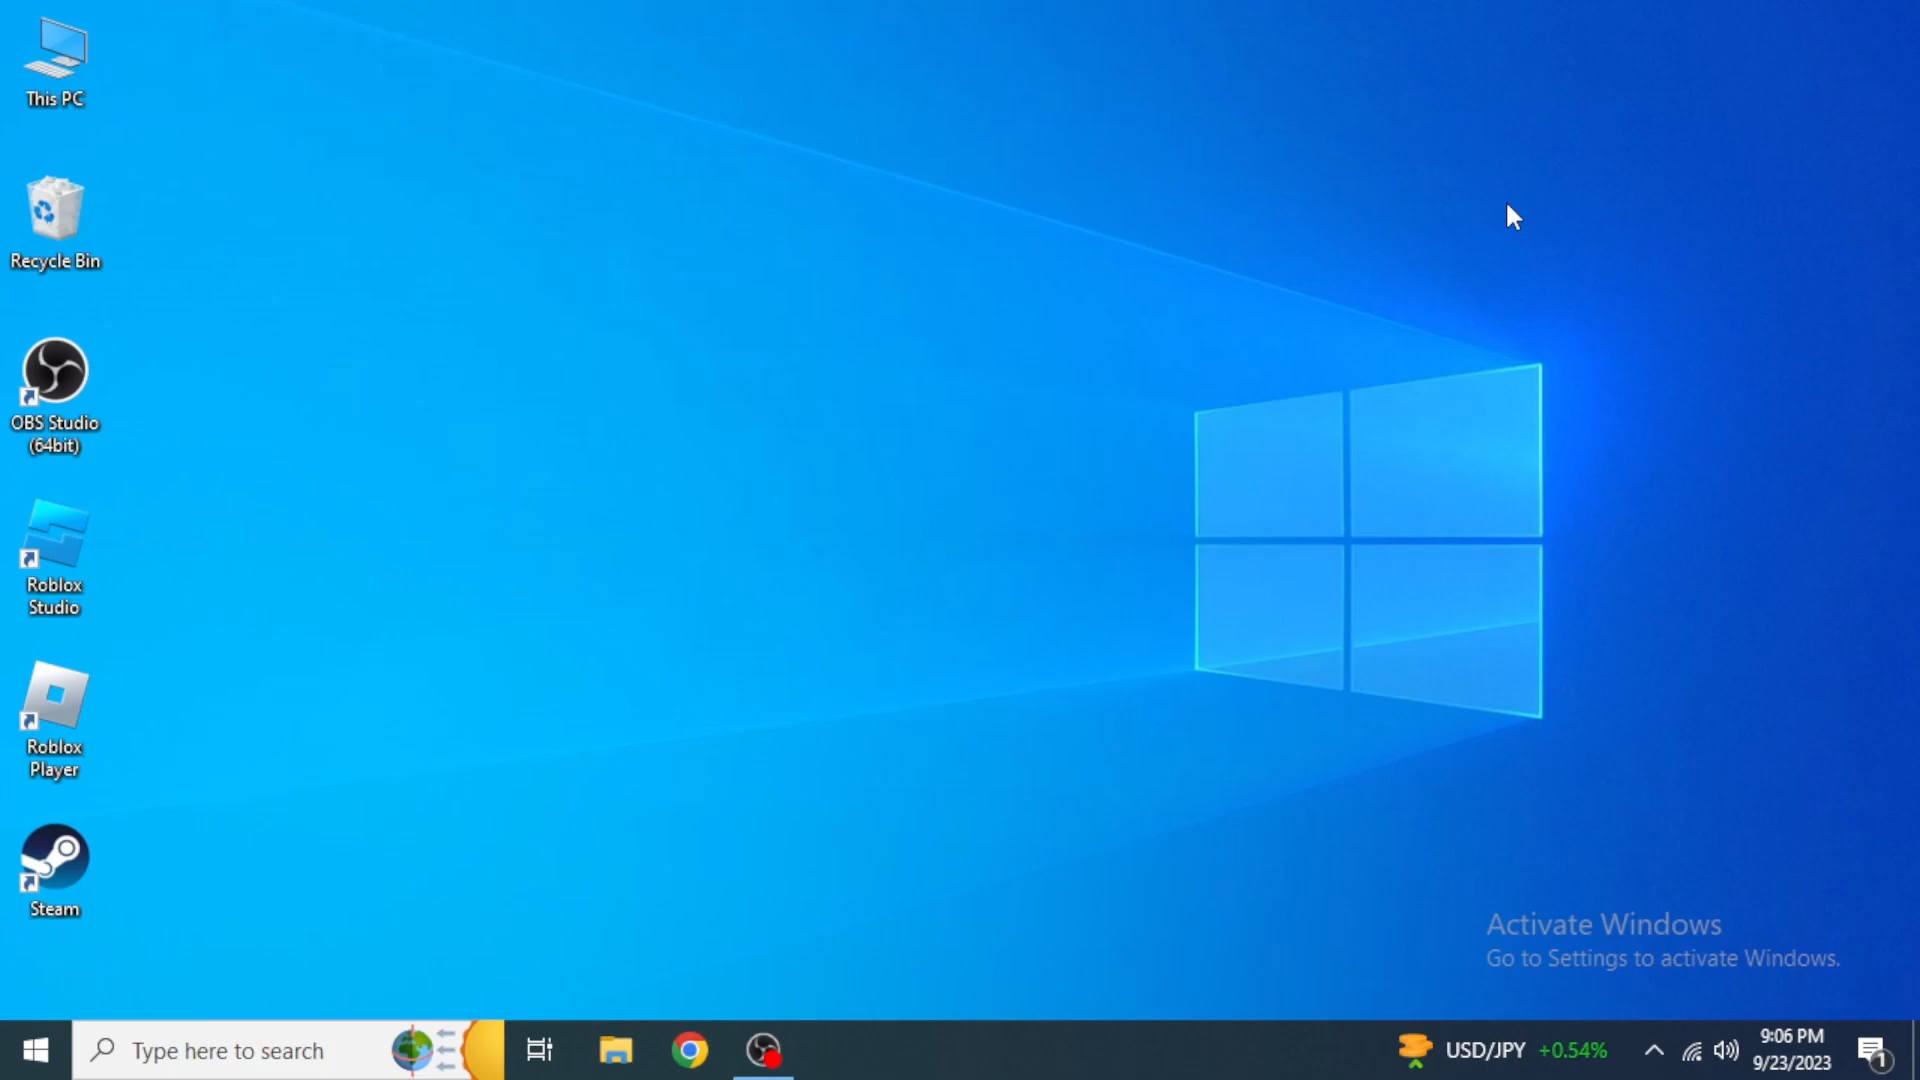 This PC
Recycle Bin
OBS Studio
(64bit)
Roblox
Studio
Roblox
Player
Steam
Activate Windows
Go to Settings to activate Windows.
Type here to search
USD/JPY +0.54%
9:06 PM
9/23/2023
1